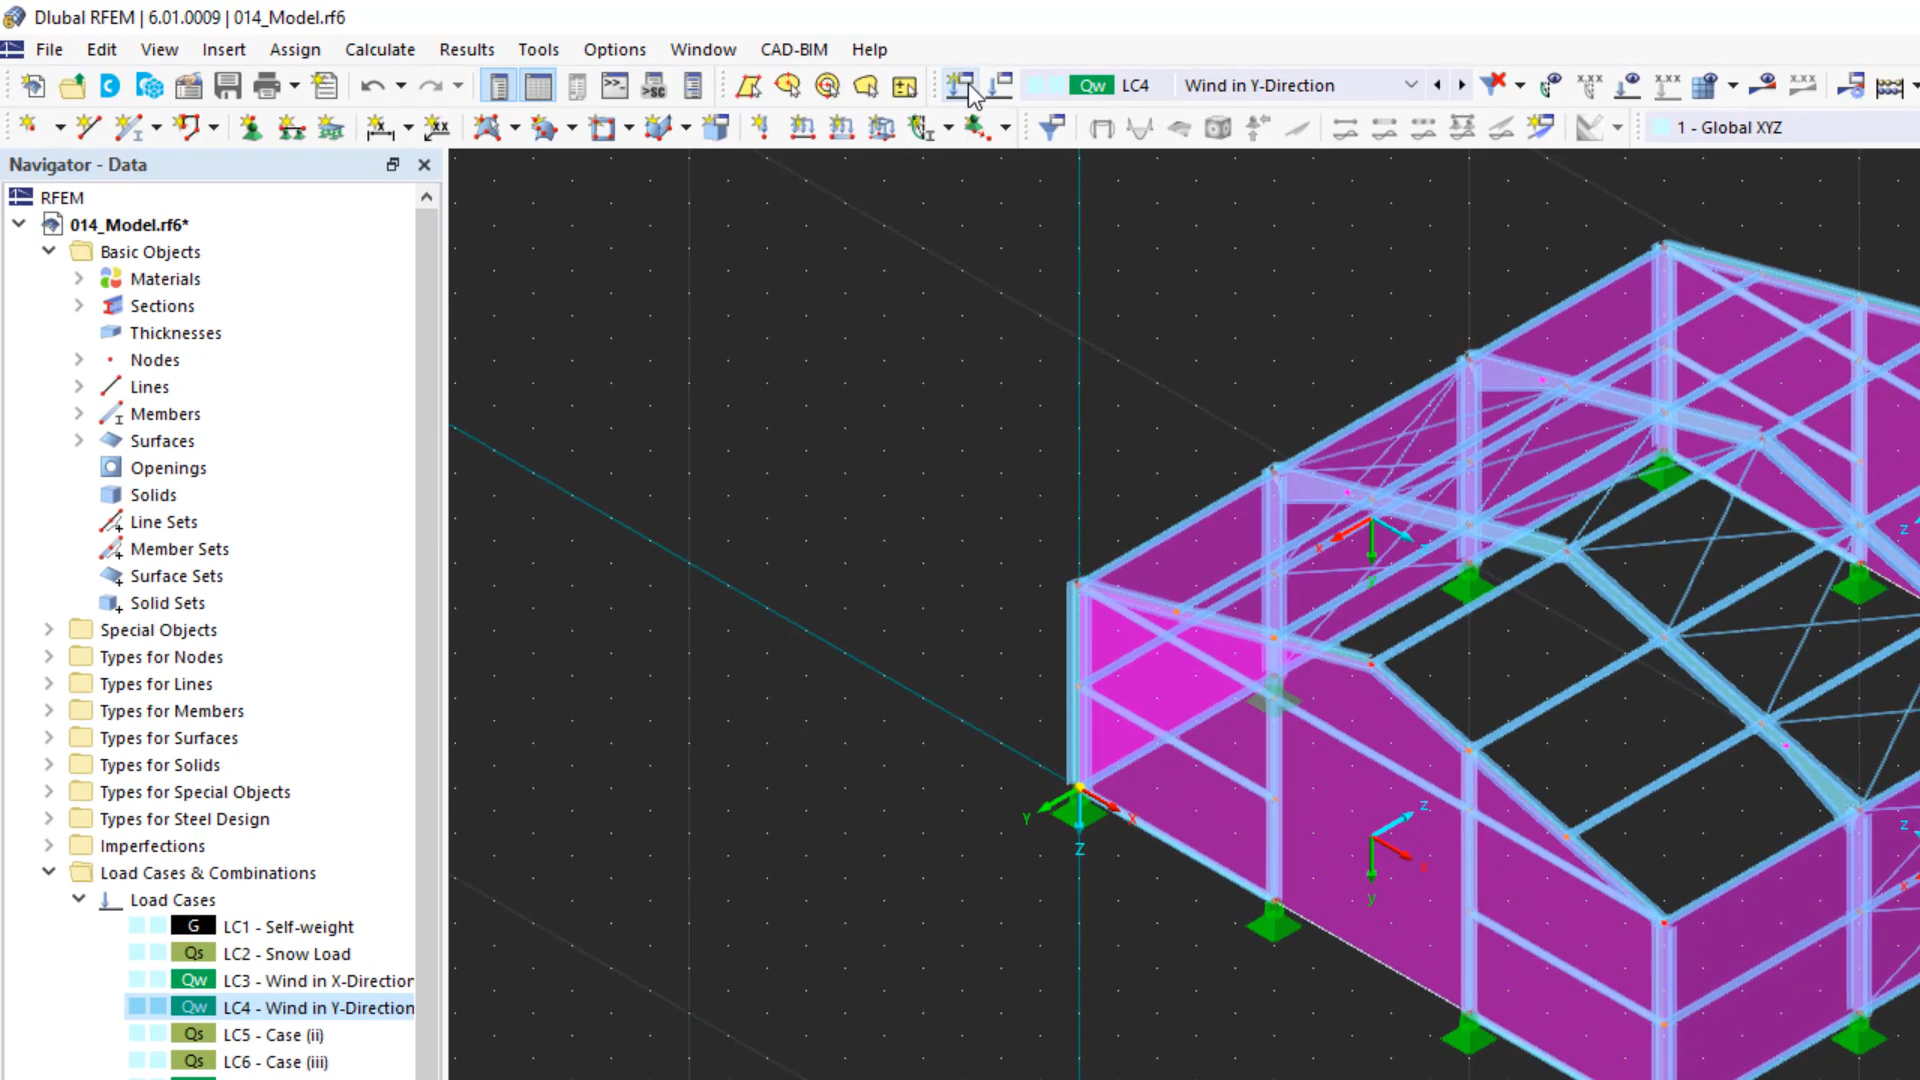 Dlubal RFEM | 6.01.0009 | 014_Model.rf6
File Edit View Insert Assign Calculate Results Tools Options Window CAD-BIM Help
>SC Qw LC4 Wind in Y-Direction x.xx x.xx x.xx
xx 1 - Global XYZ
Navigator - Data
RFEM
014_Model.rf6*
Basic Objects
Materials
Sections
Thicknesses
Nodes
Lines
Members
Surfaces
Openings
Solids
Line Sets
Member Sets
Surface Sets
Solid Sets
Special Objects
Types for Nodes
Types for Lines
Types for Members
Types for Surfaces
Types for Solids
Types for Special Objects
Types for Steel Design
Imperfections
Load Cases & Combinations
Load Cases
G LC1 - Self-weight
Qs LC2 - Snow Load
Qw LC3 - Wind in X-Direction
Qw LC4 - Wind in Y-Direction
Qs LC5 - Case (ii)
Qs LC6 - Case (iii)
z
x
y
z
z
Y X
Z
x
x
y